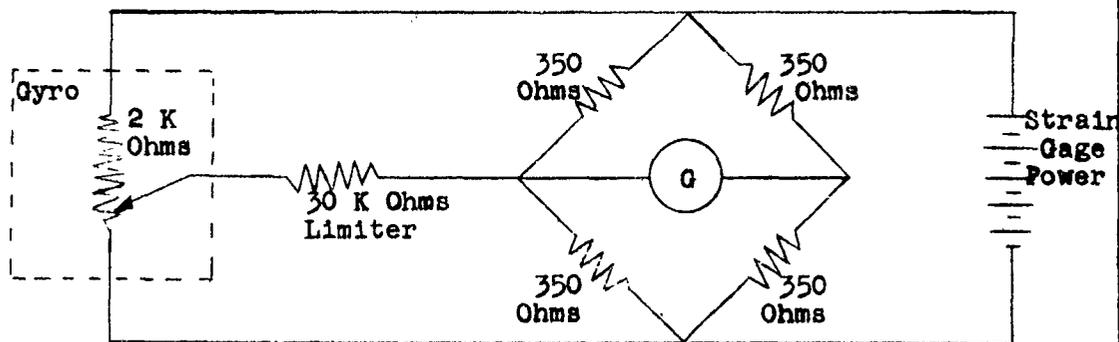 350
Ohms
350
Ohms
Gyro
2 K
Ohms
Strain
Gage
Power
G
30 K Ohms
Limiter
350
Ohms
350
Ohms